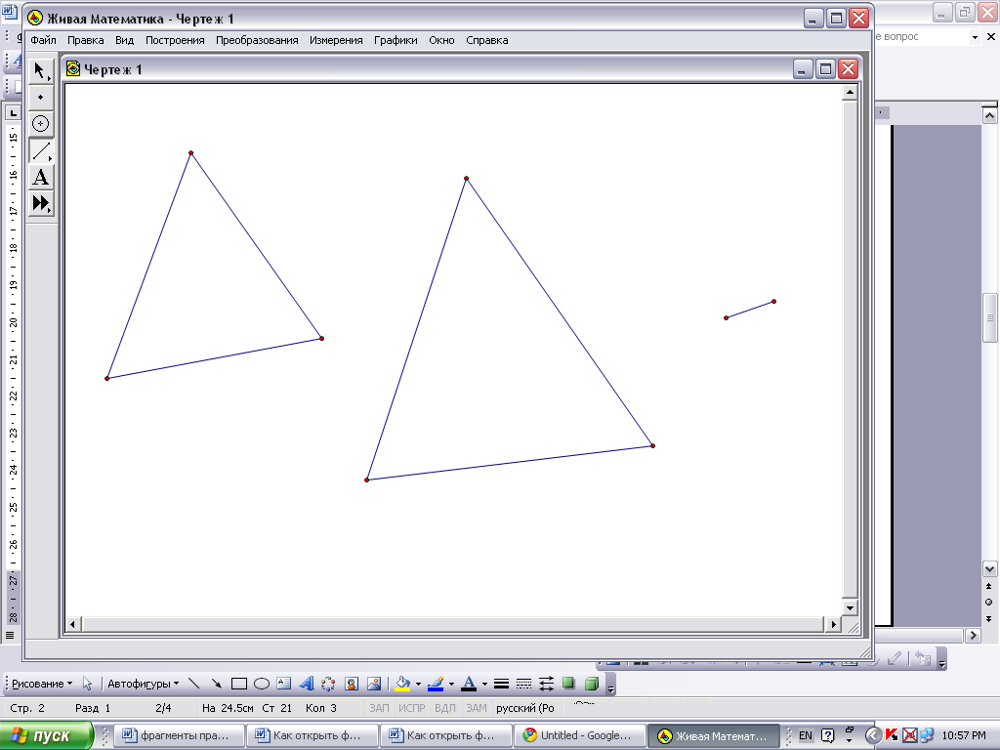 Живая Математика - Чертеж 1
Файл Правка Вид Построения Преобразования Измерения Графики Окно Справка
е вопрос
Чертеж 1
A
15
16
17
18
19
20
21
22
23
24
25
26
27
28
Рисование Автофигуры
Стр. 2 Разд 1 2/4 На 24.5см Ст 21 Кол 3 ЗАП ИСПР ВДЛ ЗАМ русский (Ро
пуск фрагменты пра... Как открыть ф... Как открыть ф... Untitled - Google... Живая Математ... EN 10:57 PM